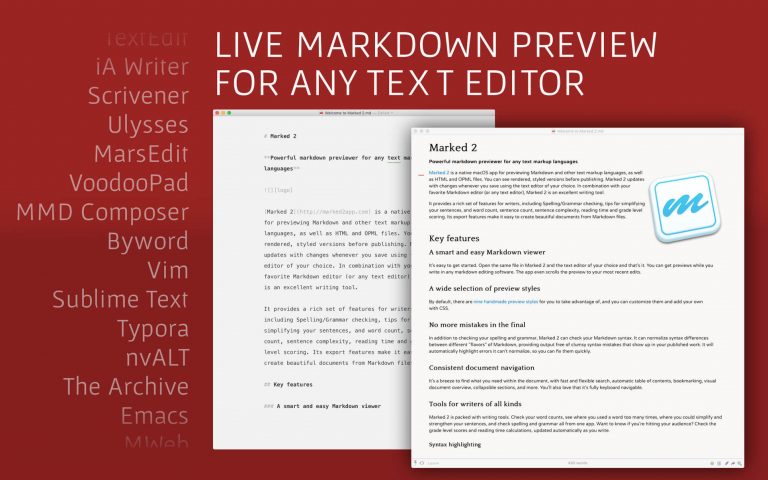 LIVE MARKDOWN PREVIEW
FOR ANY TEXT EDITOR
TextEdit
iA Writer
Scrivener
Ulysses
MarsEdit
VoodooPad
MMD Composer
Byword
Vim
Sublime Text
Typora
nvALT
The Archive
Emacs
MWeb
Welcome to Marked 2.md
# Marked 2
**Powerful markdown previewer for any text mar
languages**
![][logo]
[Marked 2](http://marked2app.com) is a native
for previewing Markdown and other text markup
languages, as well as HTML and OPML files. You
rendered, styled versions before publishing.
updates with changes whenever you save using
editor of your choice. In combination with yo
favorite Markdown editor (or any text editor)
is an excellent writing tool.
It provides a rich set of features for writers
including Spelling/Grammar checking, tips for
simplifying your sentences, and word count, s
count, sentence complexity, reading time and
level scoring. Its export features make it eas
create beautiful documents from Markdown files
## Key features
### A smart and easy Markdown viewer
Welcome to Marked 2.md
Marked 2
Powerful markdown previewer for any text markup languages
Marked 2 is a native macOS app for previewing Markdown and other text markup languages, as well
as HTML and OPML files. You can see rendered, styled versions before publishing. Marked 2 updates
with changes whenever you save using the text editor of your choice. In combination with your
favorite Markdown editor (or any text editor), Marked 2 is an excellent writing tool.
It provides a rich set of features for writers, including Spelling/Grammar checking, tips for simplifying
your sentences, and word count, sentence count, sentence complexity, reading time and grade level
scoring. Its export features make it easy to create beautiful documents from Markdown files.
Key features
A smart and easy Markdown viewer
It's easy to get started. Open the same file in Marked 2 and the text editor of your choice and that's it. You can get previews while you
write in any markdown editing software. The app even scrolls the preview to your most recent edits.
A wide selection of preview styles
By default, there are nine handmade preview styles for you to take advantage of, and you can customize them and add your own
with CSS.
No more mistakes in the final
In addition to checking your spelling and grammar, Marked 2 can check your Markdown syntax. It can normalize syntax differences
between different "flavors" of Markdown, providing output free of clumsy syntax mistakes that show up in your published work. It will
automatically highlight errors it can't normalize, so you can fix them quickly.
Consistent document navigation
It's a breeze to find what you need within the document, with fast and flexible search, automatic table of contents, bookmarking, visual
document overview, collapsible sections, and more. You'll also love that it's fully keyboard navigable.
Tools for writers of all kinds
Marked 2 is packed with writing tools. Check your word counts, see where you used a word too many times, where you could simplify and
strengthen your sentences, and check spelling and grammar all from one app. Want to know if you're hitting your audience? Check the
grade level scores and reading time calculations, updated automatically as you write.
Syntax highlighting